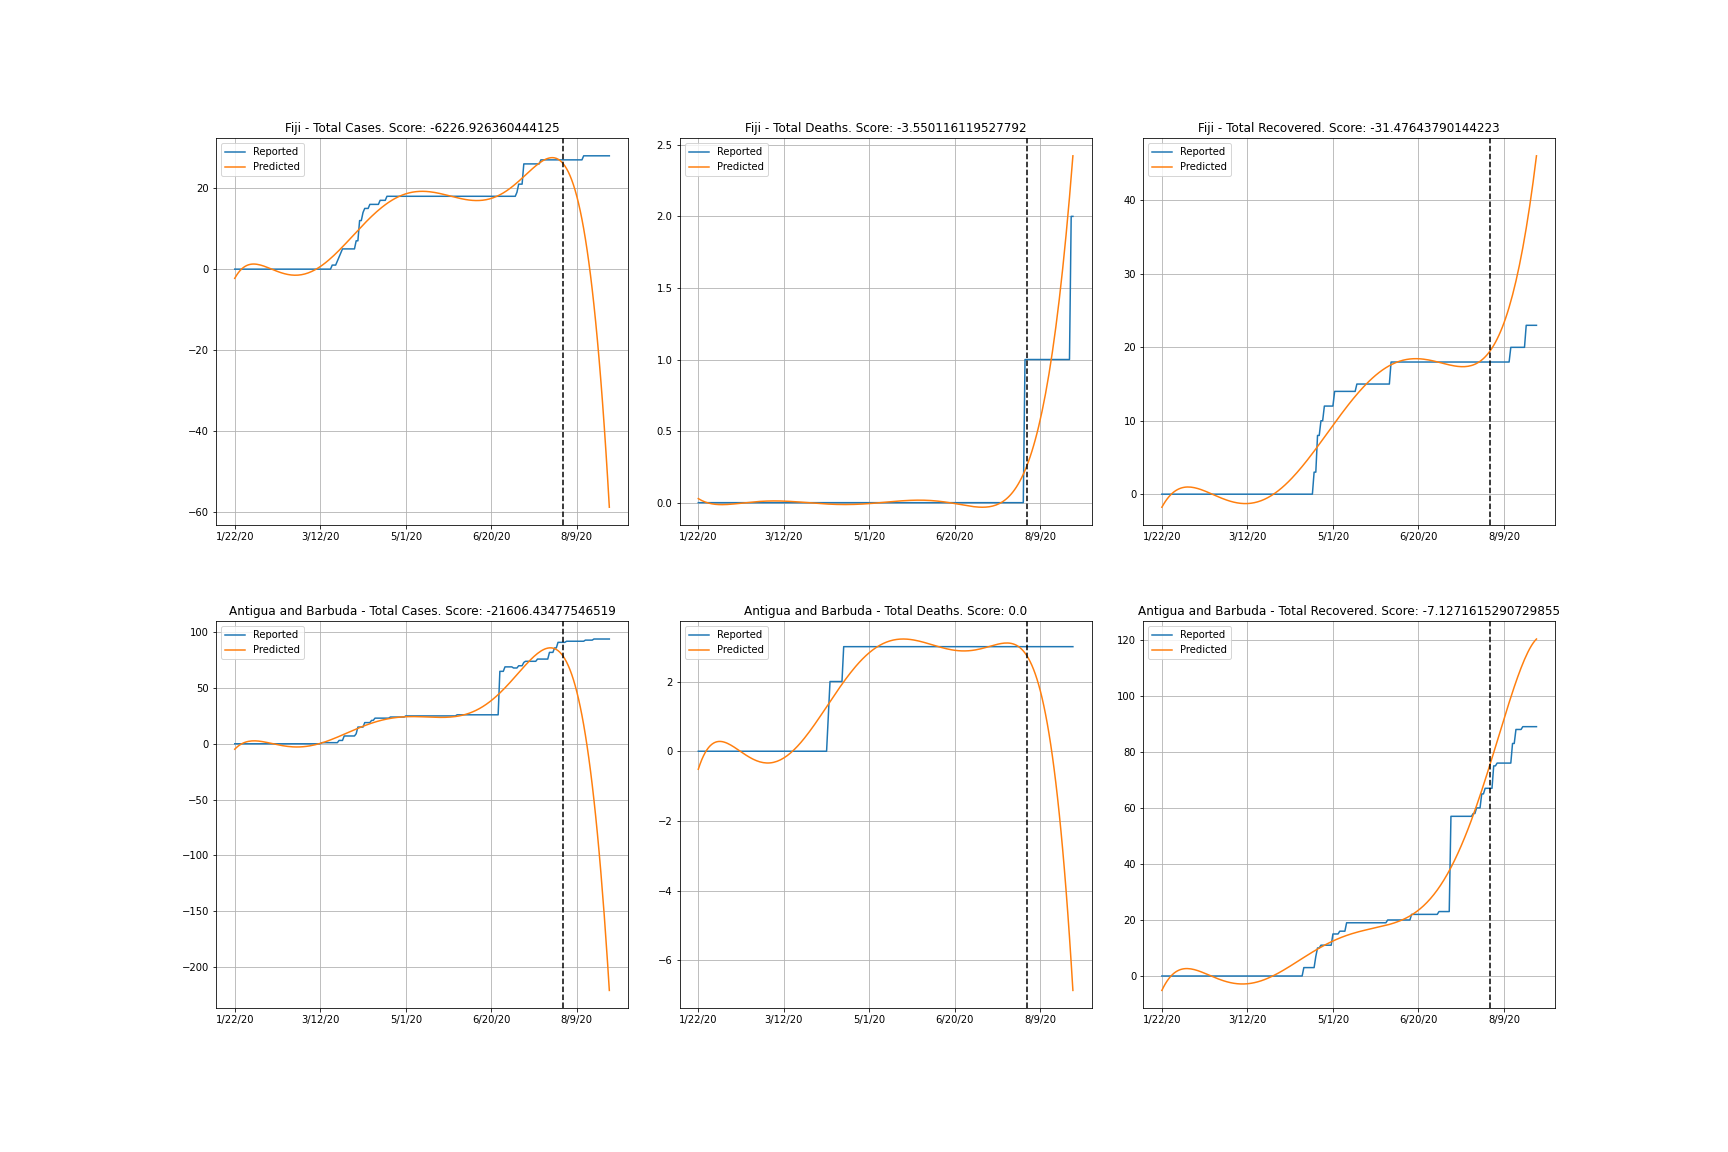 Fiji - Total Cases. Score: -6226.926360444125
Reported
Predicted
20
0
−20
−40
−60
1/22/20 3/12/20 5/1/20 6/20/20 8/9/20
Fiji - Total Deaths. Score: -3.550116119527792
Reported
Predicted
2.5
2.0
1.5
1.0
0.5
0.0
1/22/20 3/12/20 5/1/20 6/20/20 8/9/20
Fiji - Total Recovered. Score: -31.47643790144223
Reported
Predicted
40
30
20
10
0
1/22/20 3/12/20 5/1/20 6/20/20 8/9/20
Antigua and Barbuda - Total Cases. Score: -21606.43477546519
Reported
Predicted
100
50
0
−50
−100
−150
−200
1/22/20 3/12/20 5/1/20 6/20/20 8/9/20
Antigua and Barbuda - Total Deaths. Score: 0.0
Reported
Predicted
2
0
−2
−4
−6
1/22/20 3/12/20 5/1/20 6/20/20 8/9/20
Antigua and Barbuda - Total Recovered. Score: -7.1271615290729855
Reported
Predicted
120
100
80
60
40
20
0
1/22/20 3/12/20 5/1/20 6/20/20 8/9/20